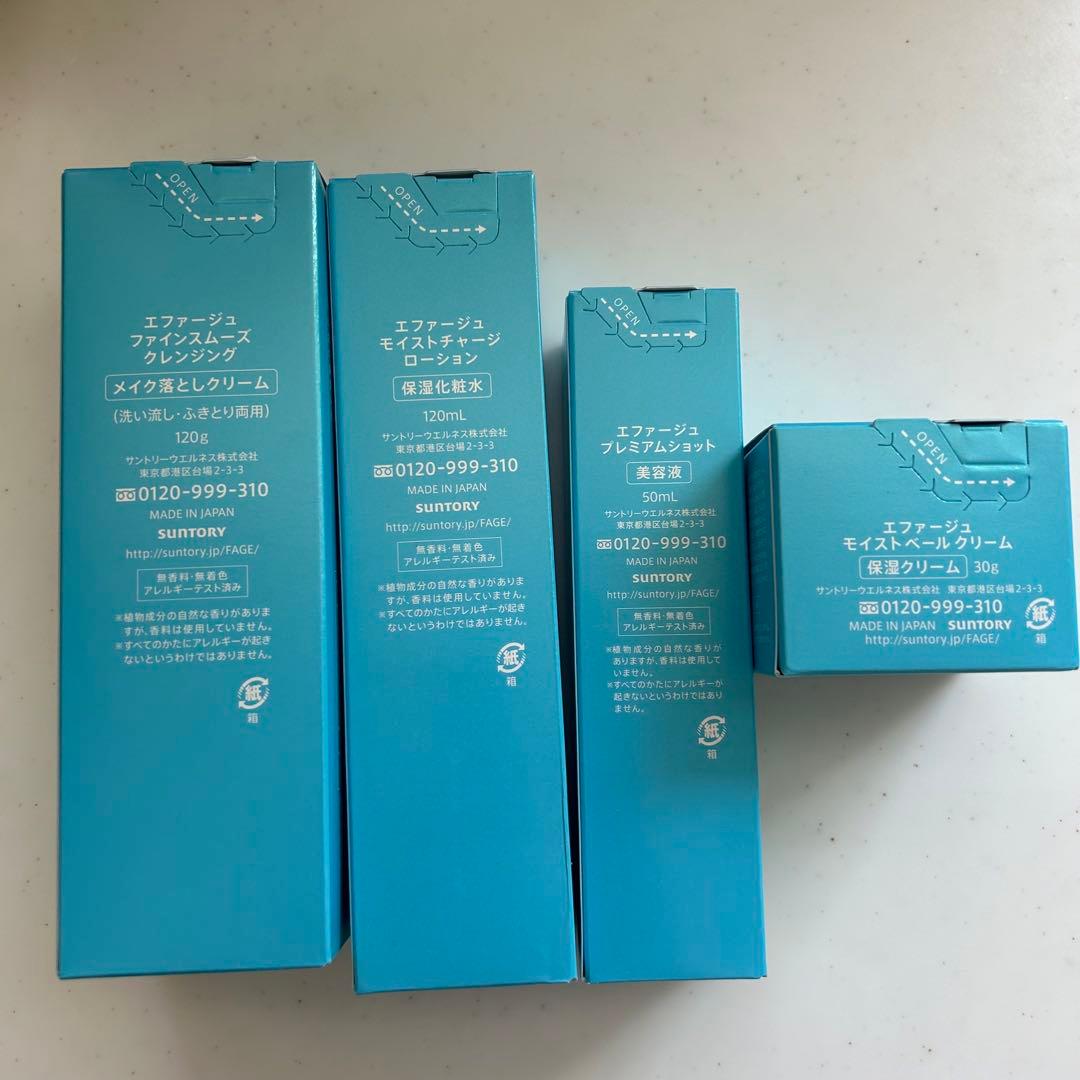 OPEN
エファージュ
ファインスムーズ
クレンジング
メイク落としクリーム
(洗い流し・ふきとり両用)
120g
サントリーウエルネス株式会社
東京都港区台場2-3-3
0120-999-310
MADE IN JAPAN
SUNTORY
http://suntory.jp/FAGE/
無香料・無着色
アレルギーテスト済み
※植物成分の自然な香りがありま
すが、香料は使用していません。
※すべてのかたにアレルギーが起き
ないというわけではありません。
紙
箱
OPEN
エファージュ
モイストチャージ
ローション
保湿化粧水
120mL
サントリーウエルネス株式会社
東京都港区台場2-3-3
0120-999-310
MADE IN JAPAN
SUNTORY
http://suntory.jp/FAGE/
無香料・無着色
アレルギーテスト済み
※植物成分の自然な香りがありま
すが、香料は使用していません。
※すべてのかたにアレルギーが起き
ないというわけではありません。
紙
箱
OPEN
エファージュ
プレミアムショット
美容液
50mL
サントリーウエルネス株式会社
東京都港区台場2-3-3
0120-999-310
MADE IN JAPAN
SUNTORY
http://suntory.jp/FAGE/
無香料・無着色
アレルギーテスト済み
※植物成分の自然な香りが
ありますが、香料は使用して
いません。
※すべてのかたにアレルギーが
起きないというわけではあり
ません。
紙
箱
OPEN
エファージュ
モイストベールクリーム
保湿クリーム 30g
サントリーウエルネス株式会社 東京都港区台場2-3-3
0120-999-310
MADE IN JAPAN SUNTORY
http://suntory.jp/FAGE/
紙
箱